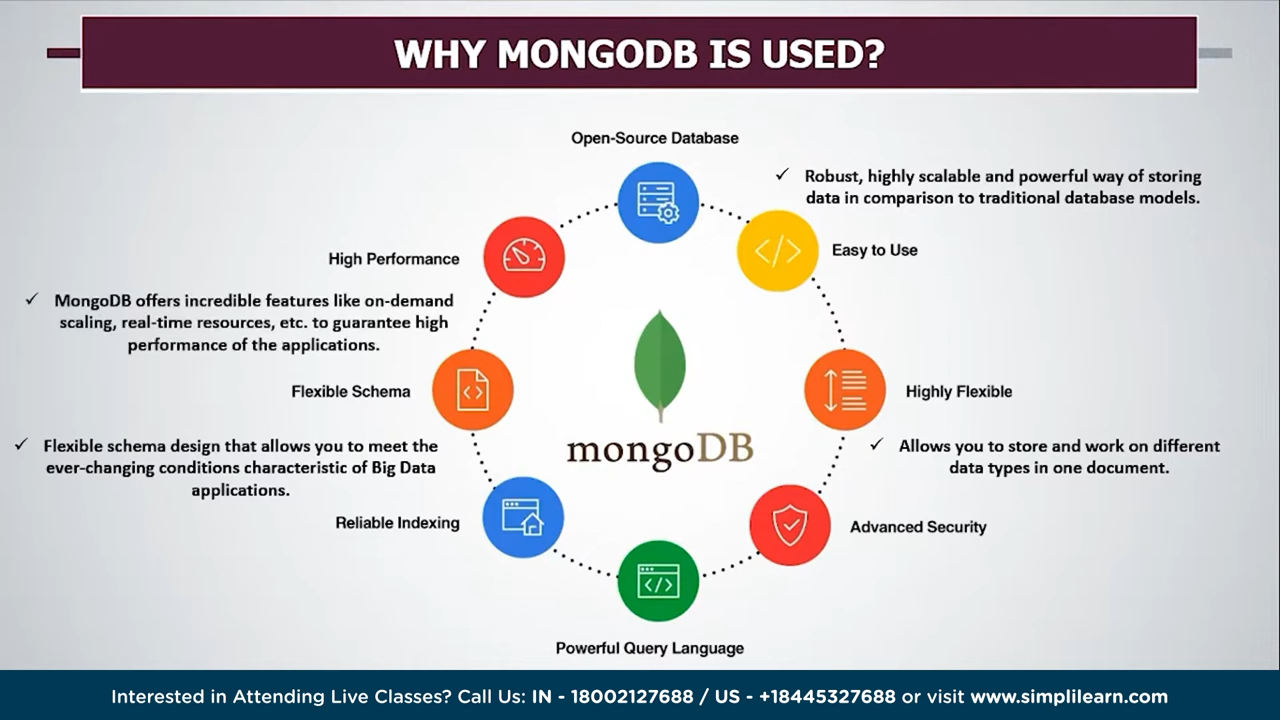 WHY MONGODB IS USED?
Open-Source Database
✓ Robust, highly scalable and powerful way of storing
data in comparison to traditional database models.
Easy to Use
High Performance
✓ MongoDB offers incredible features like on-demand
scaling, real-time resources, etc. to guarantee high
performance of the applications.
Flexible Schema
Highly Flexible
mongoDB
✓ Flexible schema design that allows you to meet the
ever-changing conditions characteristic of Big Data
applications.
✓ Allows you to store and work on different
data types in one document.
Reliable Indexing
Advanced Security
Powerful Query Language
Interested in Attending Live Classes? Call Us: IN - 18002127688 / US - +18445327688 or visit www.simplilearn.com